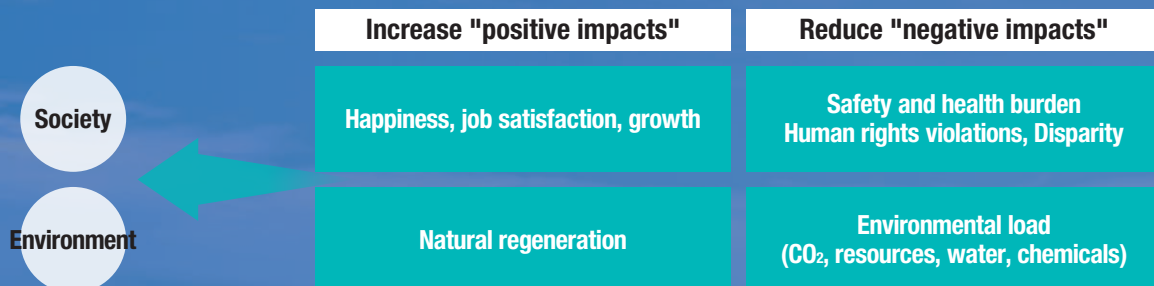 Increase "positive impacts"
Reduce "negative impacts"
Society
Happiness, job satisfaction, growth
Safety and health burden
Human rights violations, Disparity
Environment
Natural regeneration
Environmental load
(CO₂, resources, water, chemicals)